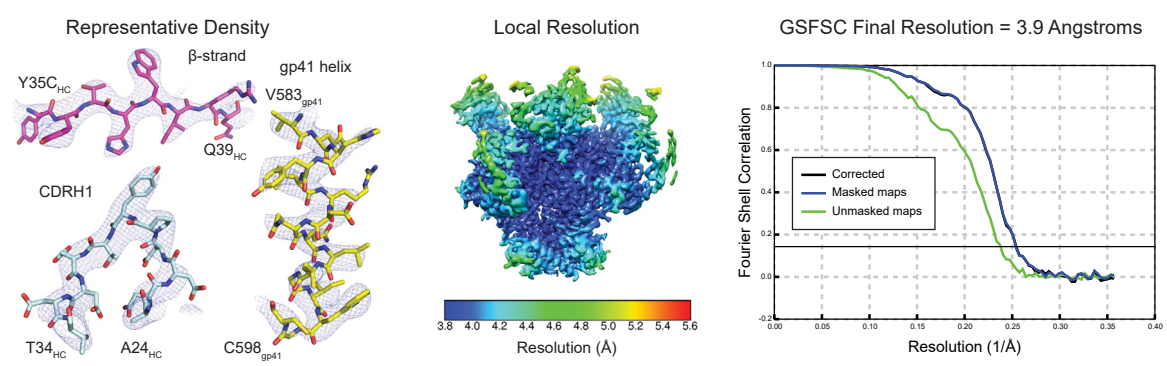 Representative Density
β-strand
Y35C HC
gp41 helix
V583 gp41
Q39 HC
CDRH1
T34 HC
A24 HC
C598 gp41
Local Resolution
3.8 4.0 4.2 4.4 4.6 4.8 5.0 5.2 5.4 5.6
Resolution (Å)
GSFSC Final Resolution = 3.9 Angstroms
Fourier Shell Correlation
1.0
0.8
0.6
0.4
0.2
0.0
-0.2
Corrected
Masked maps
Unmasked maps
0.00 0.05 0.10 0.15 0.20 0.25 0.30 0.35 0.40
Resolution (1/Å)